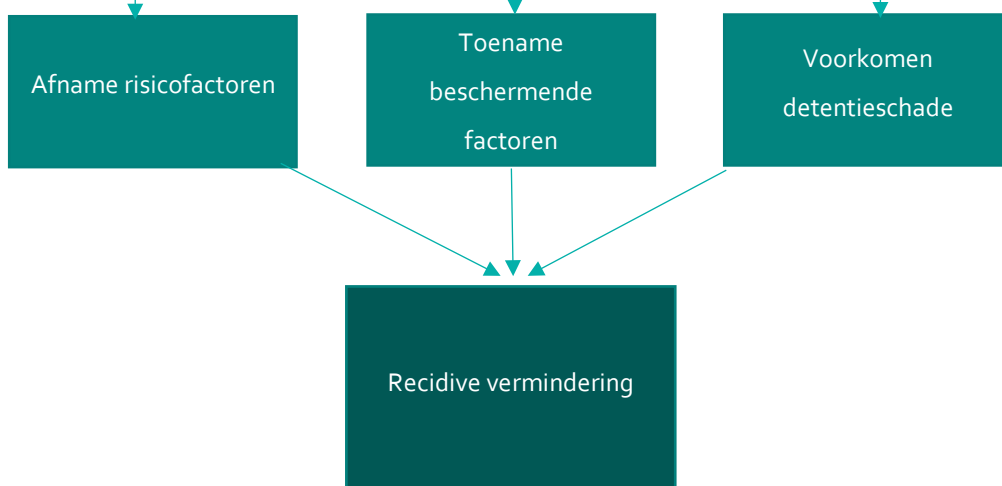 Afname risicofactoren
Toename
beschermende
factoren
Voorkomen
detentieschade
Recidive vermindering